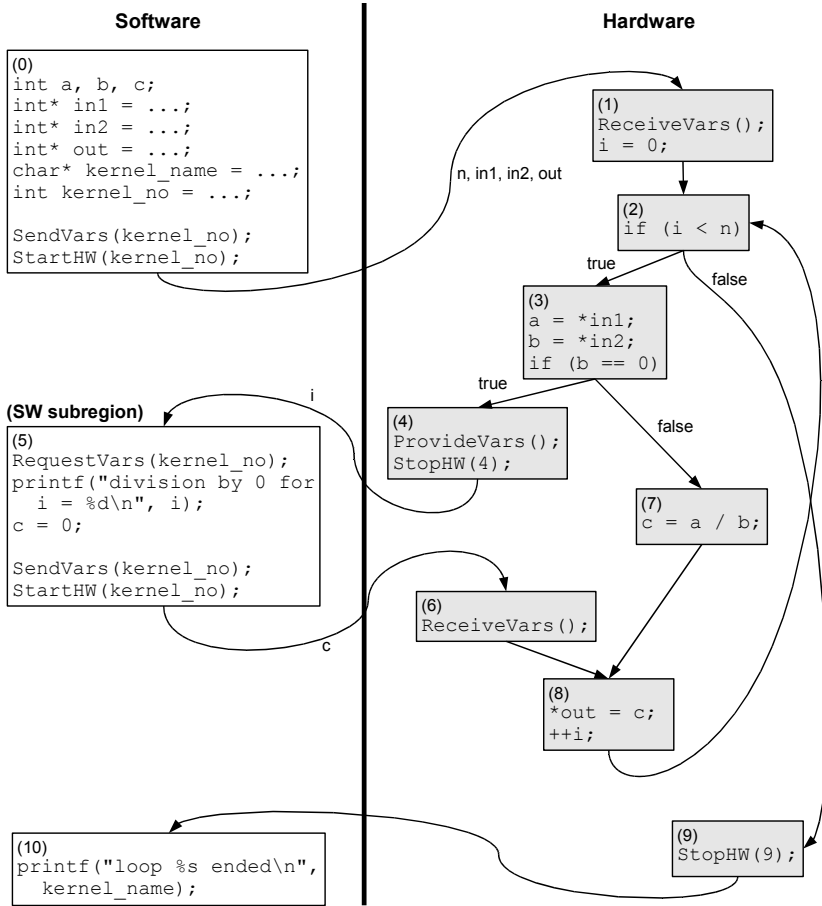 Software
Hardware
(0)
int a, b, c;
int* in1 = ...;
int* in2 = ...;
int* out = ...;
char* kernel_name = ...;
int kernel_no = ...;
SendVars(kernel_no);
StartHW(kernel_no);
n, in1, in2, out
(1)
ReceiveVars();
i = 0;
(2)
if (i < n)
true
false
(3)
a = *in1;
b = *in2;
if (b == 0)
true
false
(4)
ProvideVars();
StopHW(4);
i
(SW subregion)
(5)
RequestVars(kernel_no);
printf("division by 0 for
i = %d\n", i);
c = 0;
SendVars(kernel_no);
StartHW(kernel_no);
c
(6)
ReceiveVars();
(7)
c = a / b;
(8)
*out = c;
++i;
(9)
StopHW(9);
(10)
printf("loop %s ended\n",
kernel_name);